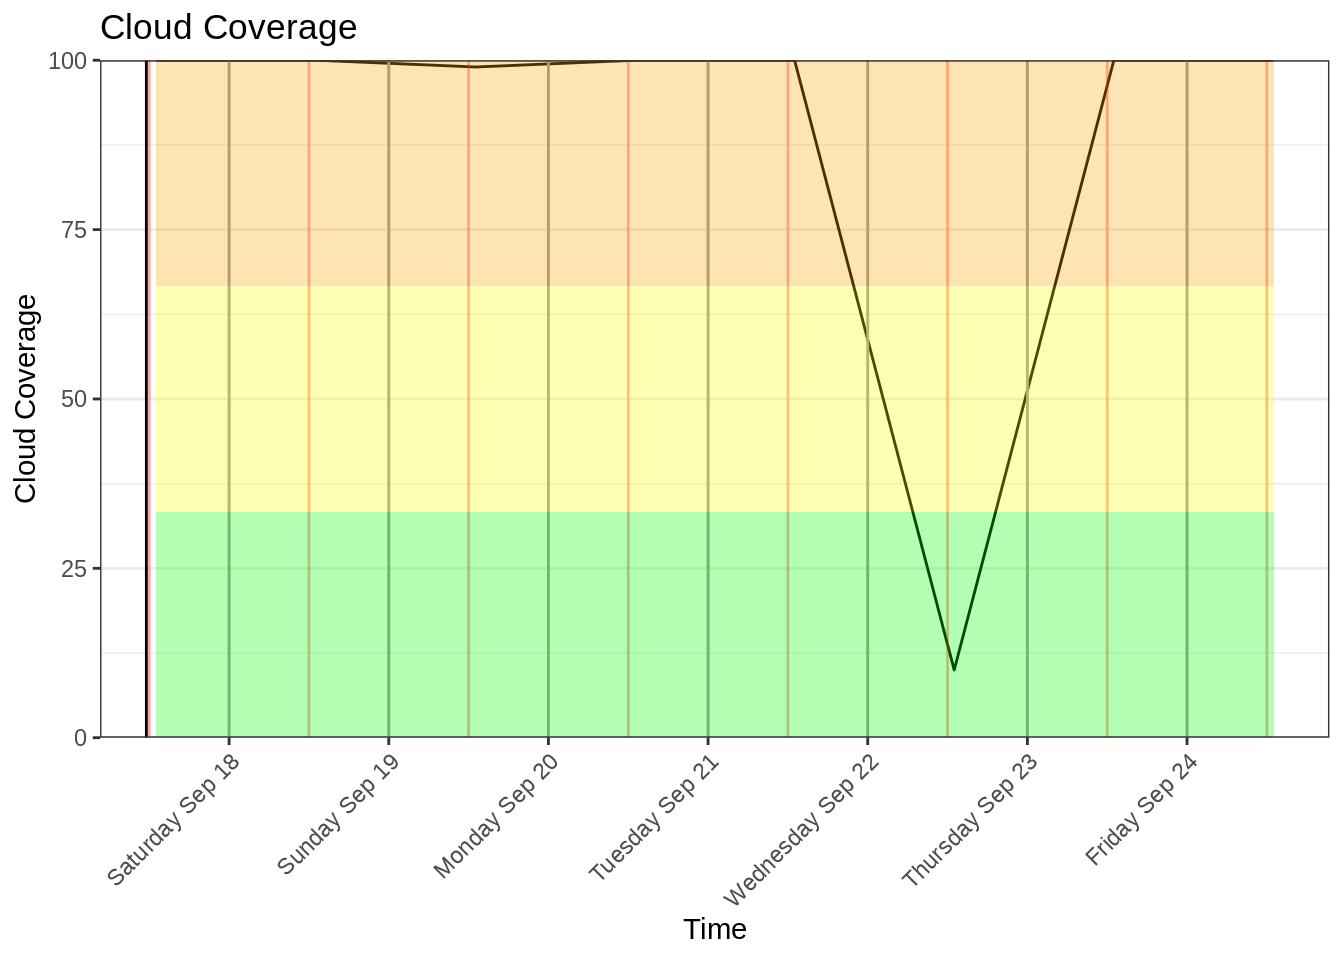 Cloud Coverage
100
75
50
25
0
Cloud Coverage
Saturday Sep 18
Sunday Sep 19
Monday Sep 20
Tuesday Sep 21
Wednesday Sep 22
Thursday Sep 23
Friday Sep 24
Time